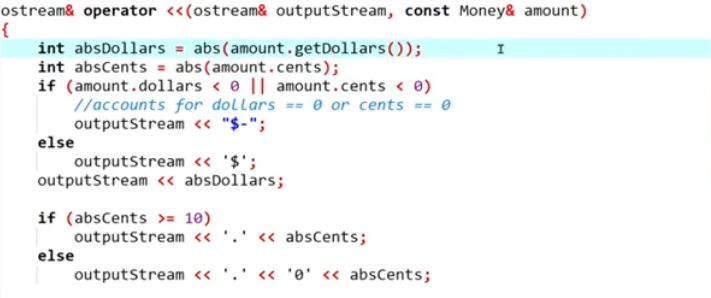 ostream& operator <<(ostream& outputStream, const Money& amount)
{
    int absDollars = abs(amount.getDollars());
    int absCents = abs(amount.cents);
    if (amount.dollars < 0 || amount.cents < 0)
        //accounts for dollars == 0 or cents == 0
        outputStream << "$-";
    else
        outputStream << '$';
    outputStream << absDollars;

    if (absCents >= 10)
        outputStream << '.' << absCents;
    else
        outputStream << '.' << '0' << absCents;